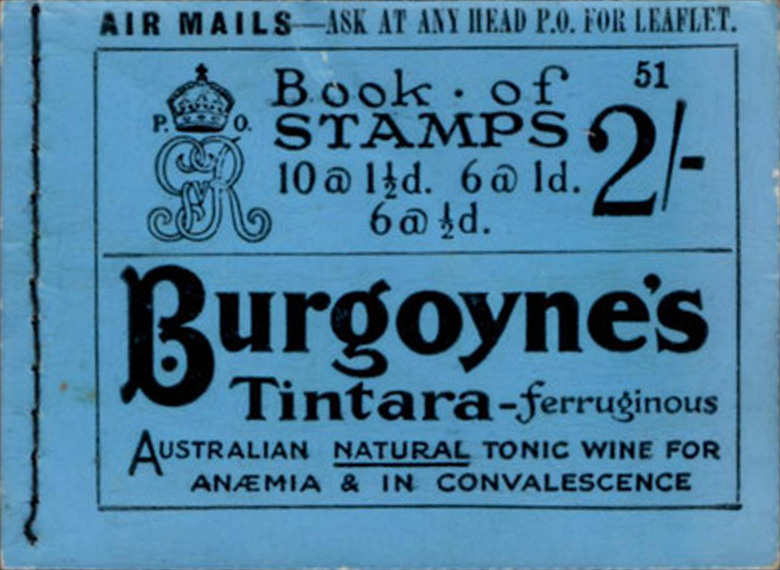 AIR MAILS—ASK AT ANY HEAD P.O. FOR LEAFLET.
Book · of 51
P. O. STAMPS 2/-
GRV 10@1½d. 6@1d.
6@½d.
Burgoyne's
Tintara-ferruginous
AUSTRALIAN NATURAL TONIC WINE FOR
ANÆMIA & IN CONVALESCENCE